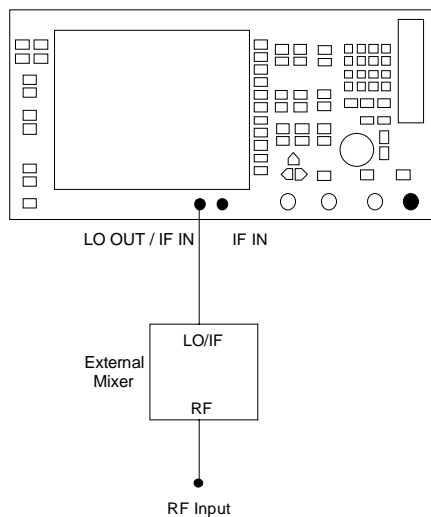 LO OUT / IF IN
IF IN
LO/IF
External
Mixer
RF
RF Input